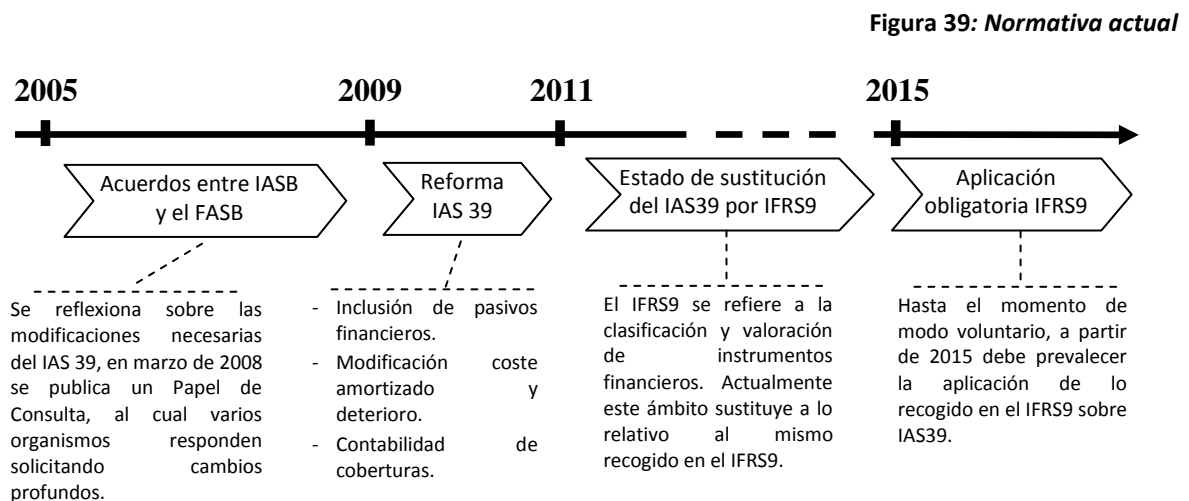 Figura 39: Normativa actual
2005
2009
2011
2015
Acuerdos entre IASB
y el FASB
Reforma
IAS 39
Estado de sustitución
del IAS39 por IFRS9
Aplicación
obligatoria IFRS9
Se reflexiona sobre las
modificaciones necesarias
del IAS 39, en marzo de 2008
se publica un Papel de
Consulta, al cual varios
organismos responden
solicitando cambios
profundos.
- Inclusión de pasivos
financieros.
- Modificación coste
amortizado y
deterioro.
- Contabilidad de
coberturas.
El IFRS9 se refiere a la
clasificación y valoración
de instrumentos
financieros. Actualmente
este ámbito sustituye a lo
relativo al mismo
recogido en el IFRS9.
Hasta el momento de
modo voluntario, a partir
de 2015 debe prevalecer
la aplicación de lo
recogido en el IFRS9 sobre
IAS39.